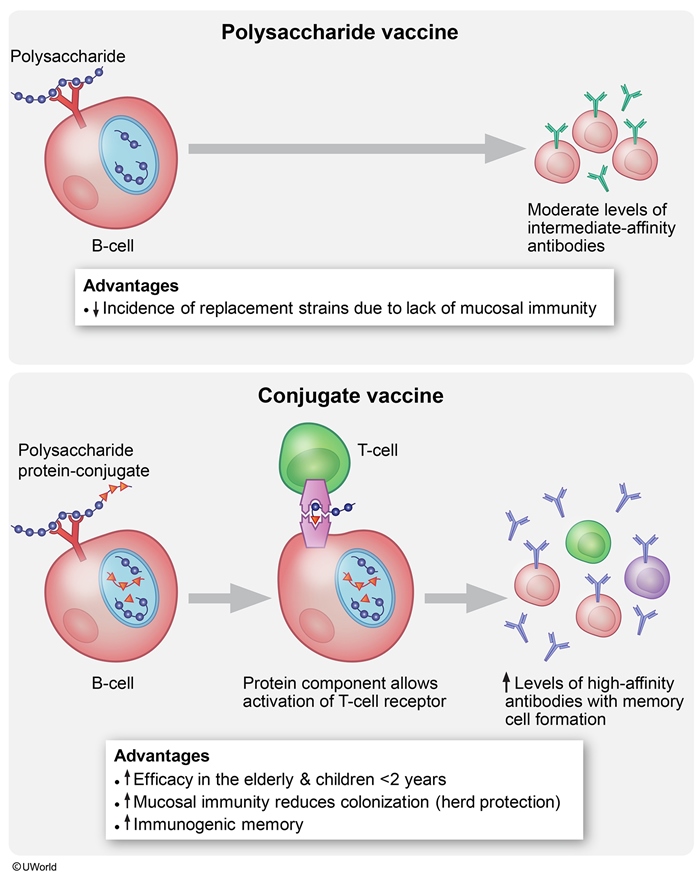 Polysaccharide vaccine
Polysaccharide
B-cell
Moderate levels of
intermediate-affinity
antibodies
Advantages
• ↓ Incidence of replacement strains due to lack of mucosal immunity
Conjugate vaccine
Polysaccharide
protein-conjugate
T-cell
B-cell
Protein component allows
activation of T-cell receptor
↑ Levels of high-affinity
antibodies with memory
cell formation
Advantages
• ↑ Efficacy in the elderly & children <2 years
• ↑ Mucosal immunity reduces colonization (herd protection)
• ↑ Immunogenic memory
©UWorld